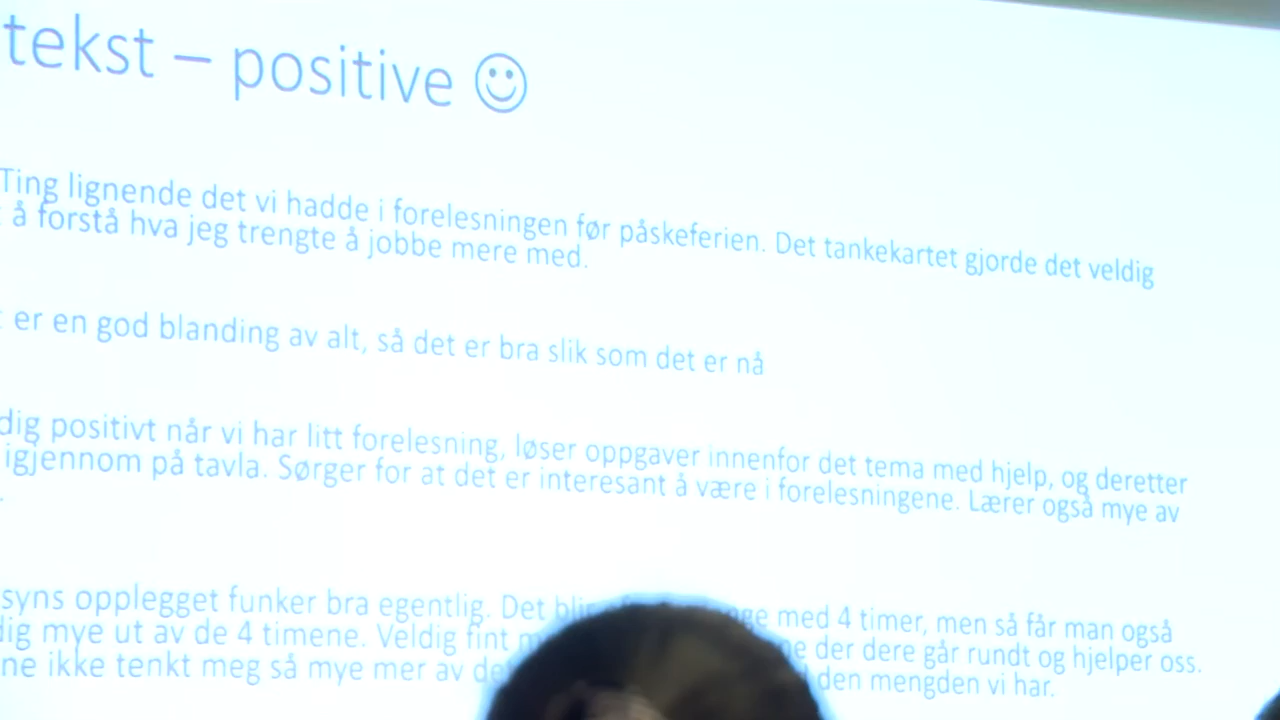 tekst – positive ☺
Ting lignende det vi hadde i forelesningen før påskeferien. Det tankekartet gjorde det veldig
å forstå hva jeg trengte å jobbe mere med.
er en god blanding av alt, så det er bra slik som det er nå
dig positivt når vi har litt forelesning, løser oppgaver innenfor det tema med hjelp, og deretter
igjennom på tavla. Sørger for at det er interesant å være i forelesningene. Lærer også mye av
syns opplegget funker bra egentlig. Det med 4 timer, men så får man også
dig mye ut av de 4 timene. Veldig fint der dere går rundt og hjelper oss.
ne ikke tenkt meg så mye mer av den mengden vi har.